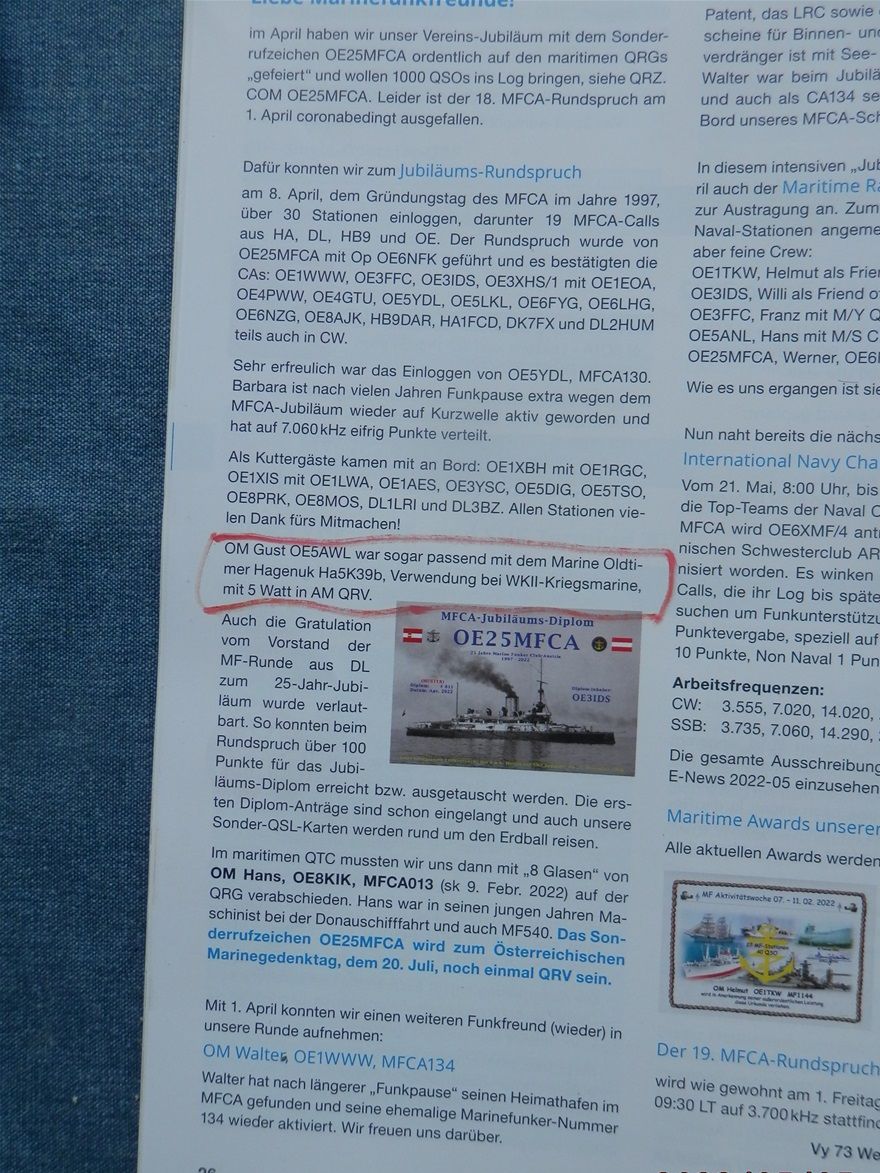 Liebe Marinefunkfreunde!
im April haben wir unser Vereins-Jubiläum mit dem Sonder-
rufzeichen OE25MFCA ordentlich auf den maritimen QRGs
„gefeiert“ und wollen 1000 QSOs ins Log bringen, siehe QRZ.
COM OE25MFCA. Leider ist der 18. MFCA-Rundspruch am
1. April coronabedingt ausgefallen.
Dafür konnten wir zum Jubiläums-Rundspruch
am 8. April, dem Gründungstag des MFCA im Jahre 1997,
über 30 Stationen einloggen, darunter 19 MFCA-Calls
aus HA, DL, HB9 und OE. Der Rundspruch wurde von
OE25MFCA mit Op OE6NFK geführt und es bestätigten die
CAs: OE1WWW, OE3FFC, OE3IDS, OE3XHS/1 mit OE1EOA,
OE4PWW, OE4GTU, OE5YDL, OE5LKL, OE6FYG, OE6LHG,
OE6NZG, OE8AJK, HB9DAR, HA1FCD, DK7FX und DL2HUM
teils auch in CW.
Sehr erfreulich war das Einloggen von OE5YDL, MFCA130.
Barbara ist nach vielen Jahren Funkpause extra wegen dem
MFCA-Jubiläum wieder auf Kurzwelle aktiv geworden und
hat auf 7.060 kHz eifrig Punkte verteilt.
Als Kuttergäste kamen mit an Bord: OE1XBH mit OE1RGC,
OE1XIS mit OE1LWA, OE1AES, OE3YSC, OE5DIG, OE5TSO,
OE8PRK, OE8MOS, DL1LRI und DL3BZ. Allen Stationen vie-
len Dank fürs Mitmachen!
OM Gust OE5AWL war sogar passend mit dem Marine Oldti-
mer Hagenuk Ha5K39b, Verwendung bei WKII-Kriegsmarine,
mit 5 Watt in AM QRV.
Auch die Gratulation
vom Vorstand der
MF-Runde aus DL
zum 25-Jahr-Jubi-
läum wurde verlaut-
bart. So konnten beim
Rundspruch über 100
Punkte für das Jubi-
läums-Diplom erreicht bzw. ausgetauscht werden. Die ers-
ten Diplom-Anträge sind schon eingelangt und auch unsere
Sonder-QSL-Karten werden rund um den Erdball reisen.
MFCA-Jubiläums-Diplom
OE25MFCA
25 Jahre Marine Funker Club Austria
1997 - 2022
Diplom-Inhaber:
OE3IDS
Im maritimen QTC mussten wir uns dann mit „8 Glasen“ von
OM Hans, OE8KIK, MFCA013 (sk 9. Febr. 2022) auf der
QRG verabschieden. Hans war in seinen jungen Jahren Ma-
schinist bei der Donauschifffahrt und auch MF540. Das Son-
derrufzeichen OE25MFCA wird zum Österreichischen
Marinegedenktag, dem 20. Juli, noch einmal QRV sein.
Mit 1. April konnten wir einen weiteren Funkfreund (wieder) in
unsere Runde aufnehmen:
OM Walter, OE1WWW, MFCA134
Walter hat nach längerer „Funkpause“ seinen Heimathafen im
MFCA gefunden und seine ehemalige Marinefunker-Nummer
134 wieder aktiviert. Wir freuen uns darüber.
Patent, das LRC sowie
scheine für Binnen- und
verdränger ist mit See-
Walter war beim Jubilä
und auch als CA134 se
Bord unseres MFCA-Sch
In diesem intensiven „Jub
ril auch der Maritime Ra
zur Austragung an. Zum
Naval-Stationen angeme
aber feine Crew:
OE1TKW, Helmut als Frien
OE3IDS, Willi als Friend o
OE3FFC, Franz mit M/Y Q
OE5ANL, Hans mit M/S C
OE25MFCA, Werner, OE6
Wie es uns ergangen ist sie
Nun naht bereits die nächs
International Navy Cha
Vom 21. Mai, 8:00 Uhr, bis
die Top-Teams der Naval C
MFCA wird OE6XMF/4 antr
nischen Schwesterclub AR
nisiert worden. Es winken
Calls, die ihr Log bis späte
suchen um Funkunterstützu
Punktevergabe, speziell auf
10 Punkte, Non Naval 1 Pun
Arbeitsfrequenzen:
CW: 3.555, 7.020, 14.020,
SSB: 3.735, 7.060, 14.290,
Die gesamte Ausschreibung
E-News 2022-05 einzusehen
Maritime Awards unserer
Alle aktuellen Awards werden
MF Aktivitätswoche 07. - 11. 02. 2022
OM Helmut OE1TKW MF1144
Der 19. MFCA-Rundspruch
wird wie gewohnt am 1. Freitag
09:30 LT auf 3.700 kHz stattfind
Vy 73 We